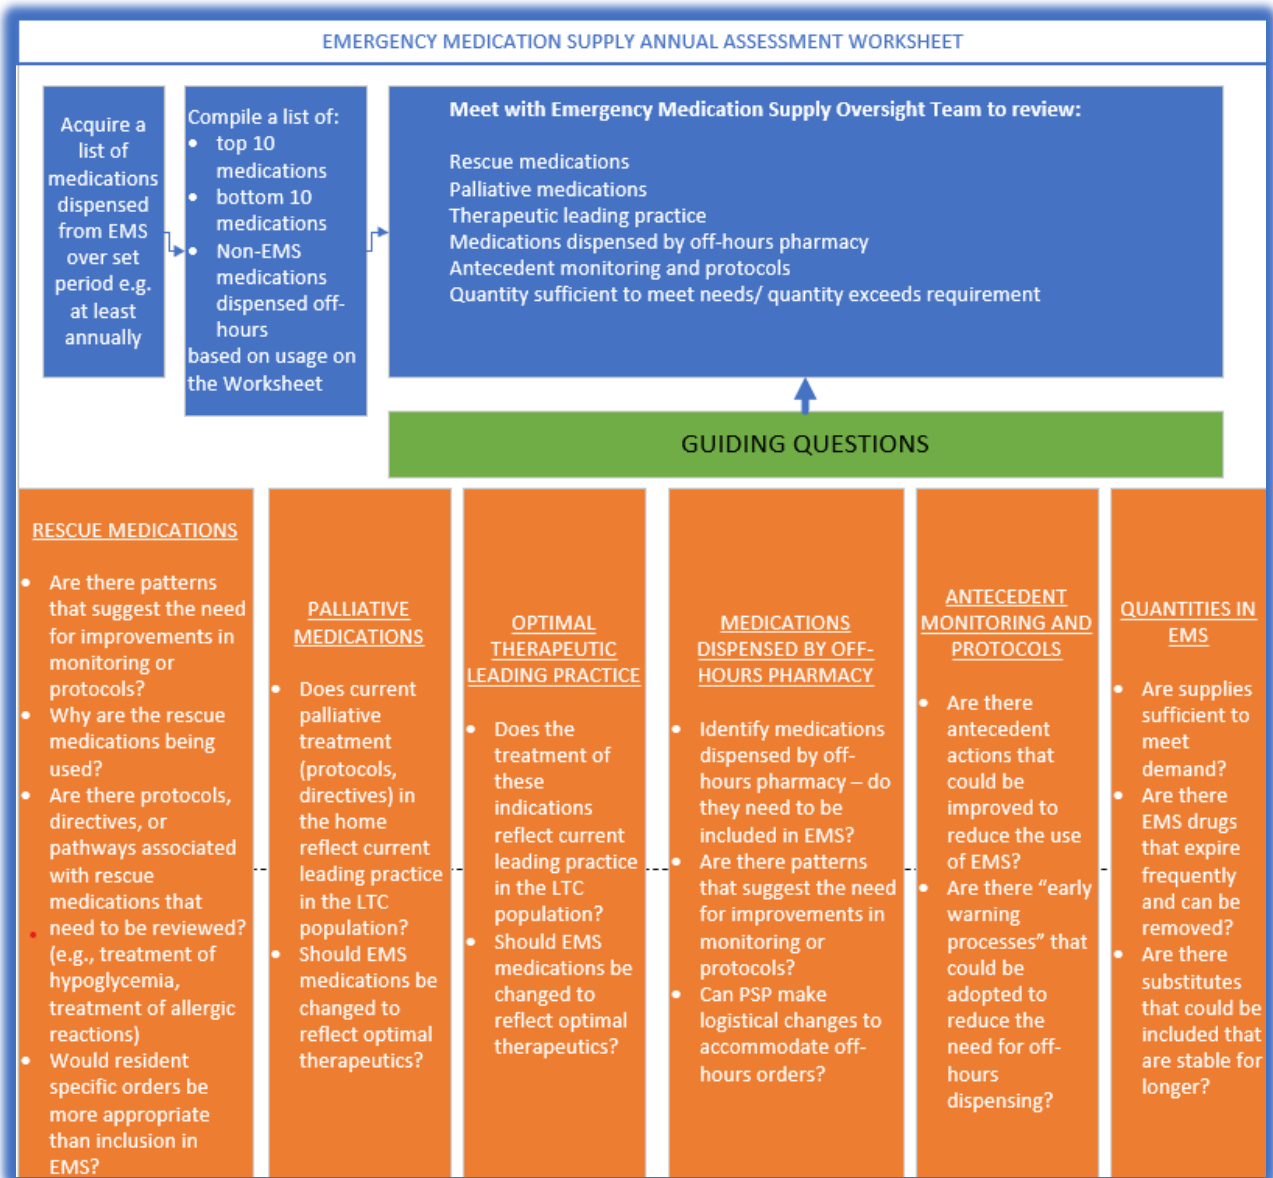 EMERGENCY MEDICATION SUPPLY ANNUAL ASSESSMENT WORKSHEET
Acquire a
list of
medications
dispensed
from EMS
over set
period e.g.
at least
annually
Compile a list of:
• top 10
medications
• bottom 10
medications
• Non-EMS
medications
dispensed off-
hours
based on usage on
the Worksheet
Meet with Emergency Medication Supply Oversight Team to review:
Rescue medications
Palliative medications
Therapeutic leading practice
Medications dispensed by off-hours pharmacy
Antecedent monitoring and protocols
Quantity sufficient to meet needs/ quantity exceeds requirement
GUIDING QUESTIONS
RESCUE MEDICATIONS
• Are there patterns
that suggest the need
for improvements in
monitoring or
protocols?
• Why are the rescue
medications being
used?
• Are there protocols,
directives, or
pathways associated
with rescue
medications that
need to be reviewed?
(e.g., treatment of
hypoglycemia,
treatment of allergic
reactions)
• Would resident
specific orders be
more appropriate
than inclusion in
EMS?
PALLIATIVE
MEDICATIONS
• Does current
palliative
treatment
(protocols,
directives) in
the home
reflect current
leading practice
in the LTC
population?
• Should EMS
medications be
changed to
reflect optimal
therapeutics?
OPTIMAL
THERAPEUTIC
LEADING PRACTICE
• Does the
treatment of
these
indications
reflect current
leading practice
in the LTC
population?
• Should EMS
medications be
changed to
reflect optimal
therapeutics?
MEDICATIONS
DISPENSED BY OFF-
HOURS PHARMACY
• Identify medications
dispensed by off-
hours pharmacy – do
they need to be
included in EMS?
• Are there patterns
that suggest the need
for improvements in
monitoring or
protocols?
• Can PSP make
logistical changes to
accommodate off-
hours orders?
ANTECEDENT
MONITORING AND
PROTOCOLS
• Are there
antecedent
actions that
could be
improved to
reduce the use
of EMS?
• Are there “early
warning
processes” that
could be
adopted to
reduce the
need for off-
hours
dispensing?
QUANTITIES IN
EMS
• Are supplies
sufficient to
meet
demand?
• Are there
EMS drugs
that expire
frequently
and can be
removed?
• Are there
substitutes
that could be
included that
are stable for
longer?